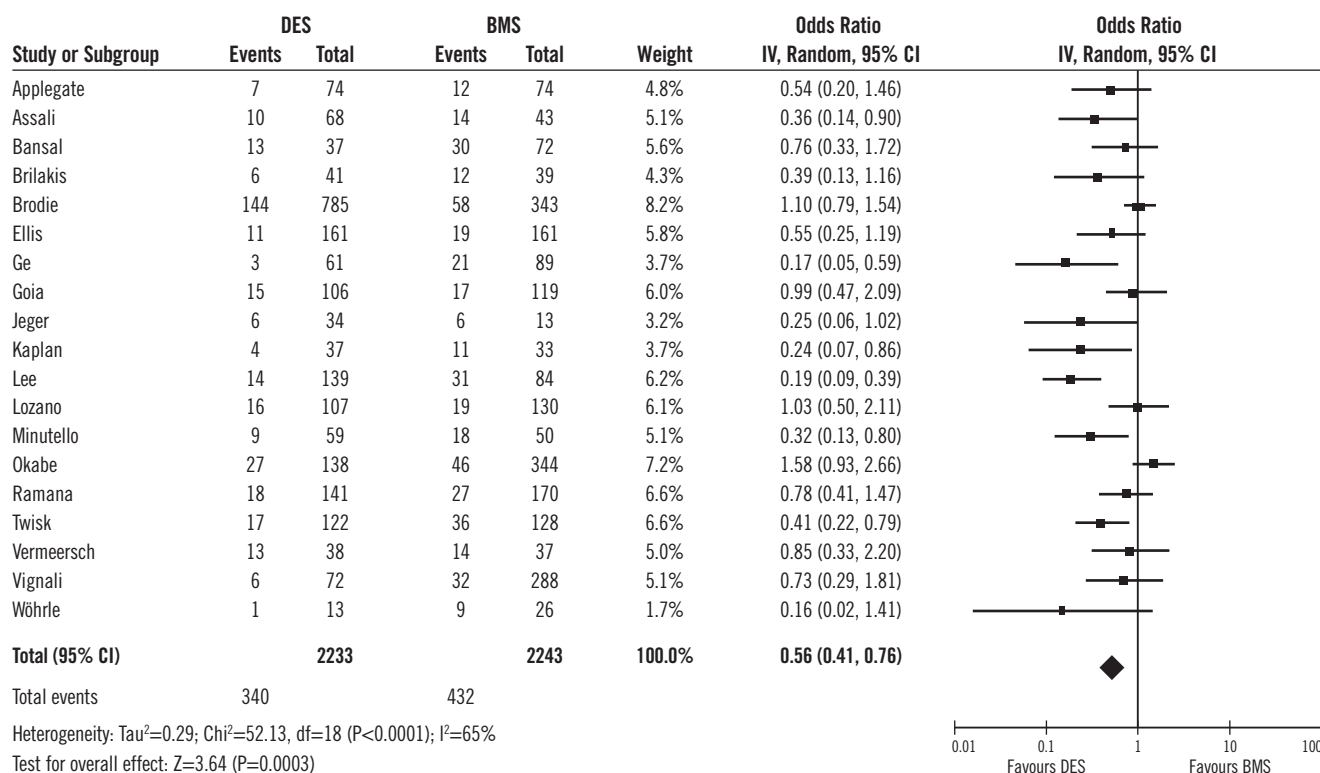 DES BMS Odds Ratio Odds Ratio
Study or Subgroup Events Total Events Total Weight IV, Random, 95% CI IV, Random, 95% CI
Applegate 7 74 12 74 4.8% 0.54 (0.20, 1.46)
Assali 10 68 14 43 5.1% 0.36 (0.14, 0.90)
Bansal 13 37 30 72 5.6% 0.76 (0.33, 1.72)
Brilakis 6 41 12 39 4.3% 0.39 (0.13, 1.16)
Brodie 144 785 58 343 8.2% 1.10 (0.79, 1.54)
Ellis 11 161 19 161 5.8% 0.55 (0.25, 1.19)
Ge 3 61 21 89 3.7% 0.17 (0.05, 0.59)
Goia 15 106 17 119 6.0% 0.99 (0.47, 2.09)
Jeger 6 34 6 13 3.2% 0.25 (0.06, 1.02)
Kaplan 4 37 11 33 3.7% 0.24 (0.07, 0.86)
Lee 14 139 31 84 6.2% 0.19 (0.09, 0.39)
Lozano 16 107 19 130 6.1% 1.03 (0.50, 2.11)
Minutello 9 59 18 50 5.1% 0.32 (0.13, 0.80)
Okabe 27 138 46 344 7.2% 1.58 (0.93, 2.66)
Ramana 18 141 27 170 6.6% 0.78 (0.41, 1.47)
Twisk 17 122 36 128 6.6% 0.41 (0.22, 0.79)
Vermeersch 13 38 14 37 5.0% 0.85 (0.33, 2.20)
Vignali 6 72 32 288 5.1% 0.73 (0.29, 1.81)
Wöhrle 1 13 9 26 1.7% 0.16 (0.02, 1.41)
Total (95% CI) 2233 2243 100.0% 0.56 (0.41, 0.76)
Total events 340 432
Heterogeneity: Tau²=0.29; Chi²=52.13, df=18 (P<0.0001); I²=65%
Test for overall effect: Z=3.64 (P=0.0003)
0.01 0.1 1 10 100
Favours DES Favours BMS